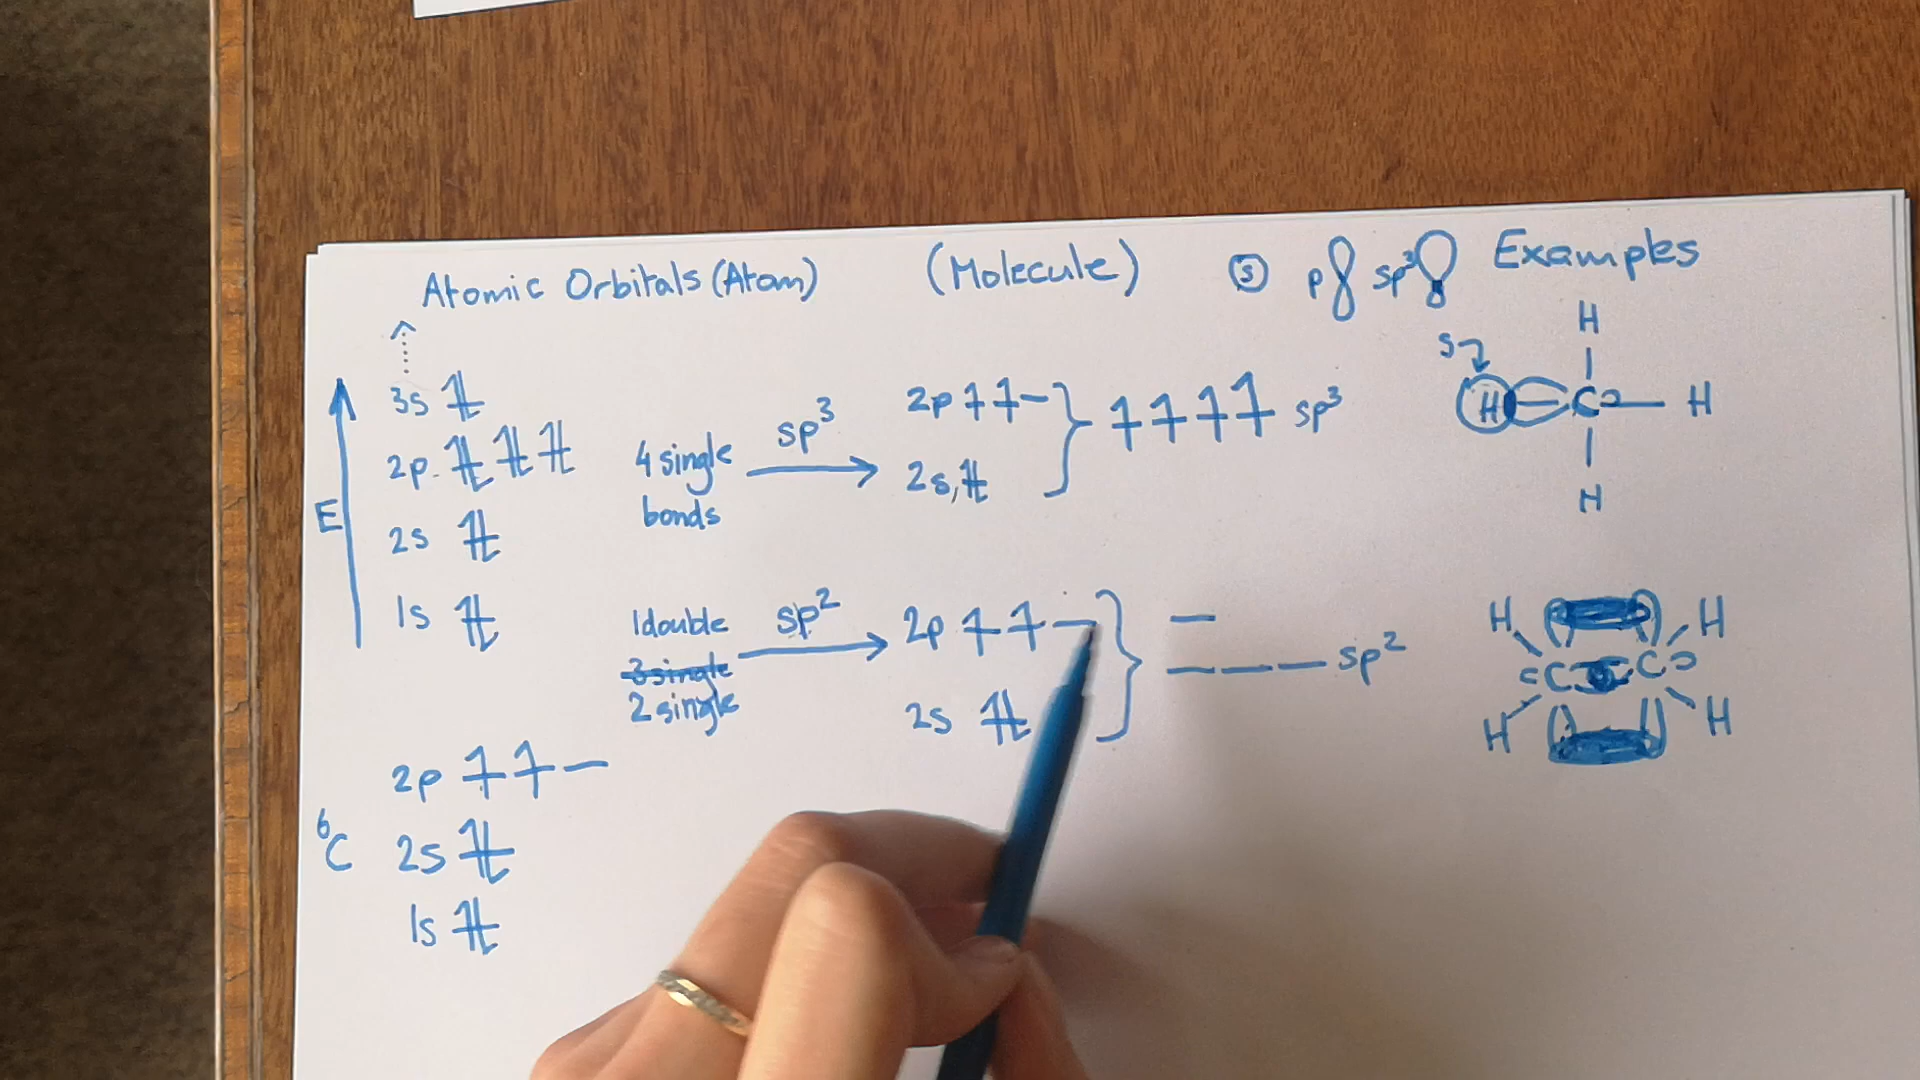 Atomic Orbitals (Atom)
(Molecule)
s p sp³
Examples
3s
2p
2s
1s
E
4 single
bonds
sp³
2p
2s
sp³
s
H
H C H
H
1 double
3 single
2 single
sp²
2p
2s
sp²
H H
C C
H H
2p
⁶C 2s
1s